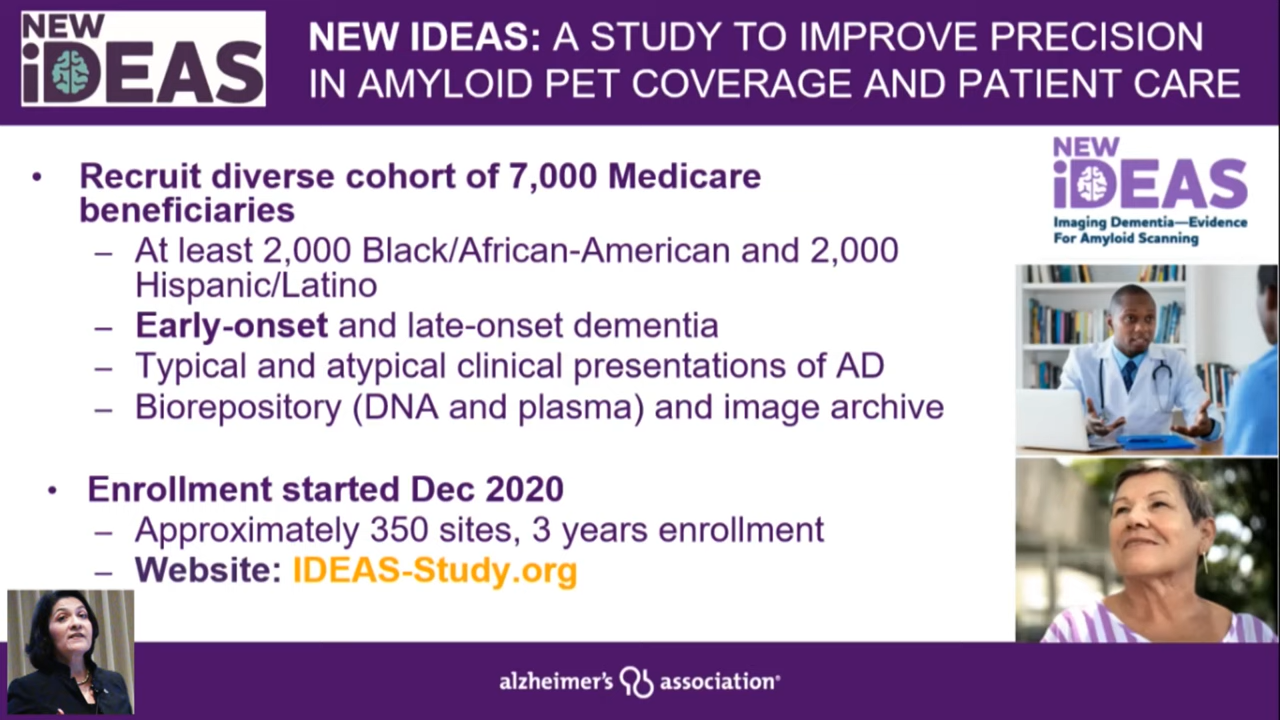 NEW
iDEAS
NEW IDEAS: A STUDY TO IMPROVE PRECISION
IN AMYLOID PET COVERAGE AND PATIENT CARE
• Recruit diverse cohort of 7,000 Medicare
beneficiaries
– At least 2,000 Black/African-American and 2,000
Hispanic/Latino
– Early-onset and late-onset dementia
– Typical and atypical clinical presentations of AD
– Biorepository (DNA and plasma) and image archive
• Enrollment started Dec 2020
– Approximately 350 sites, 3 years enrollment
– Website: IDEAS-Study.org
NEW
iDEAS
Imaging Dementia—Evidence
For Amyloid Scanning
alzheimer's association®